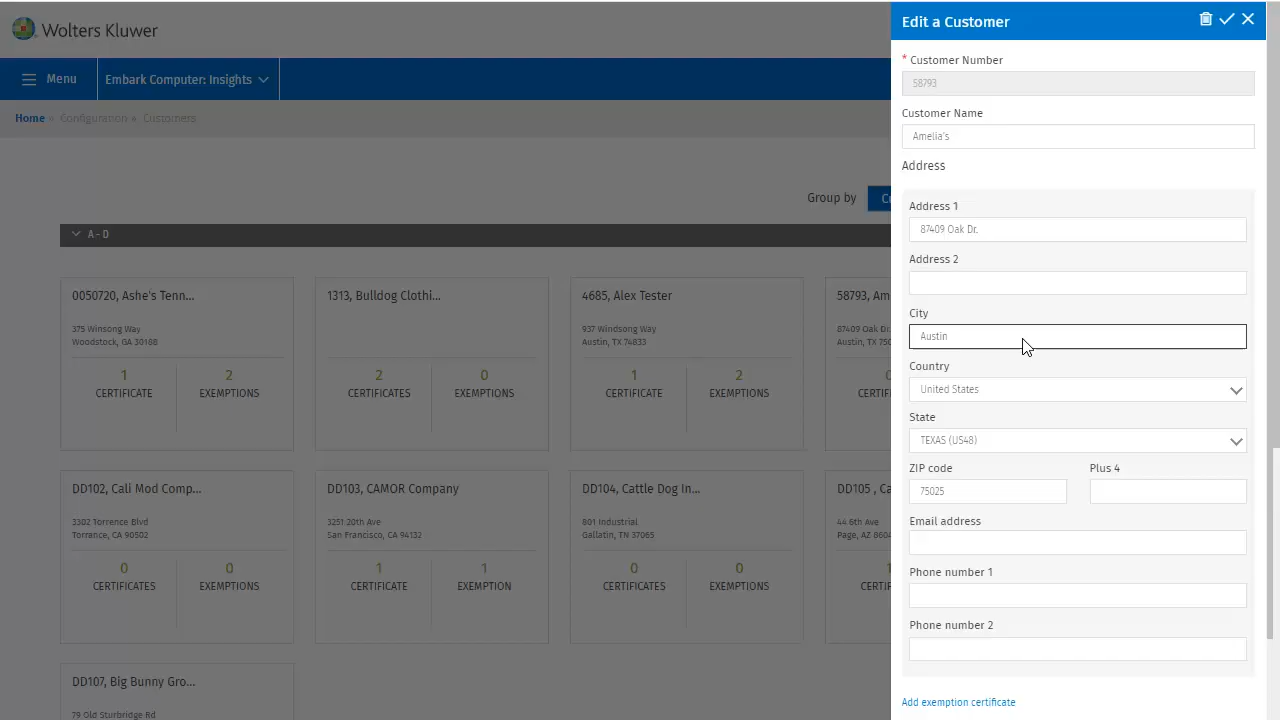 Wolters Kluwer
Menu
Embark Computer: Insights
Home » Configuration » Customers
Group by
A - D
0050720, Ashe's Tenn...
375 Winsong Way
Woodstock, GA 30188
1
CERTIFICATE
2
EXEMPTIONS
1313, Bulldog Clothi...
2
CERTIFICATES
0
EXEMPTIONS
4685, Alex Tester
937 Windsong Way
Austin, TX 74833
1
CERTIFICATE
2
EXEMPTIONS
58793, Am
87409 Oak Dr.
Austin, TX 750
CERTIF
DD102, Cali Mod Comp...
3302 Torrence Blvd
Torrance, CA 90502
0
CERTIFICATES
0
EXEMPTIONS
DD103, CAMOR Company
3251 20th Ave
San Francisco, CA 94132
1
CERTIFICATE
1
EXEMPTION
DD104, Cattle Dog In...
801 Industrial
Gallatin, TN 37065
0
CERTIFICATES
0
EXEMPTIONS
DD105 , Ca
44 6th Ave
Page, AZ 8604
CERTIF
DD107, Big Bunny Gro...
79 Old Sturbridge Rd
Edit a Customer
* Customer Number
58793
Customer Name
Amelia's
Address
Address 1
87409 Oak Dr.
Address 2
City
Austin
Country
United States
State
TEXAS (US48)
ZIP code
Plus 4
75025
Email address
Phone number 1
Phone number 2
Add exemption certificate